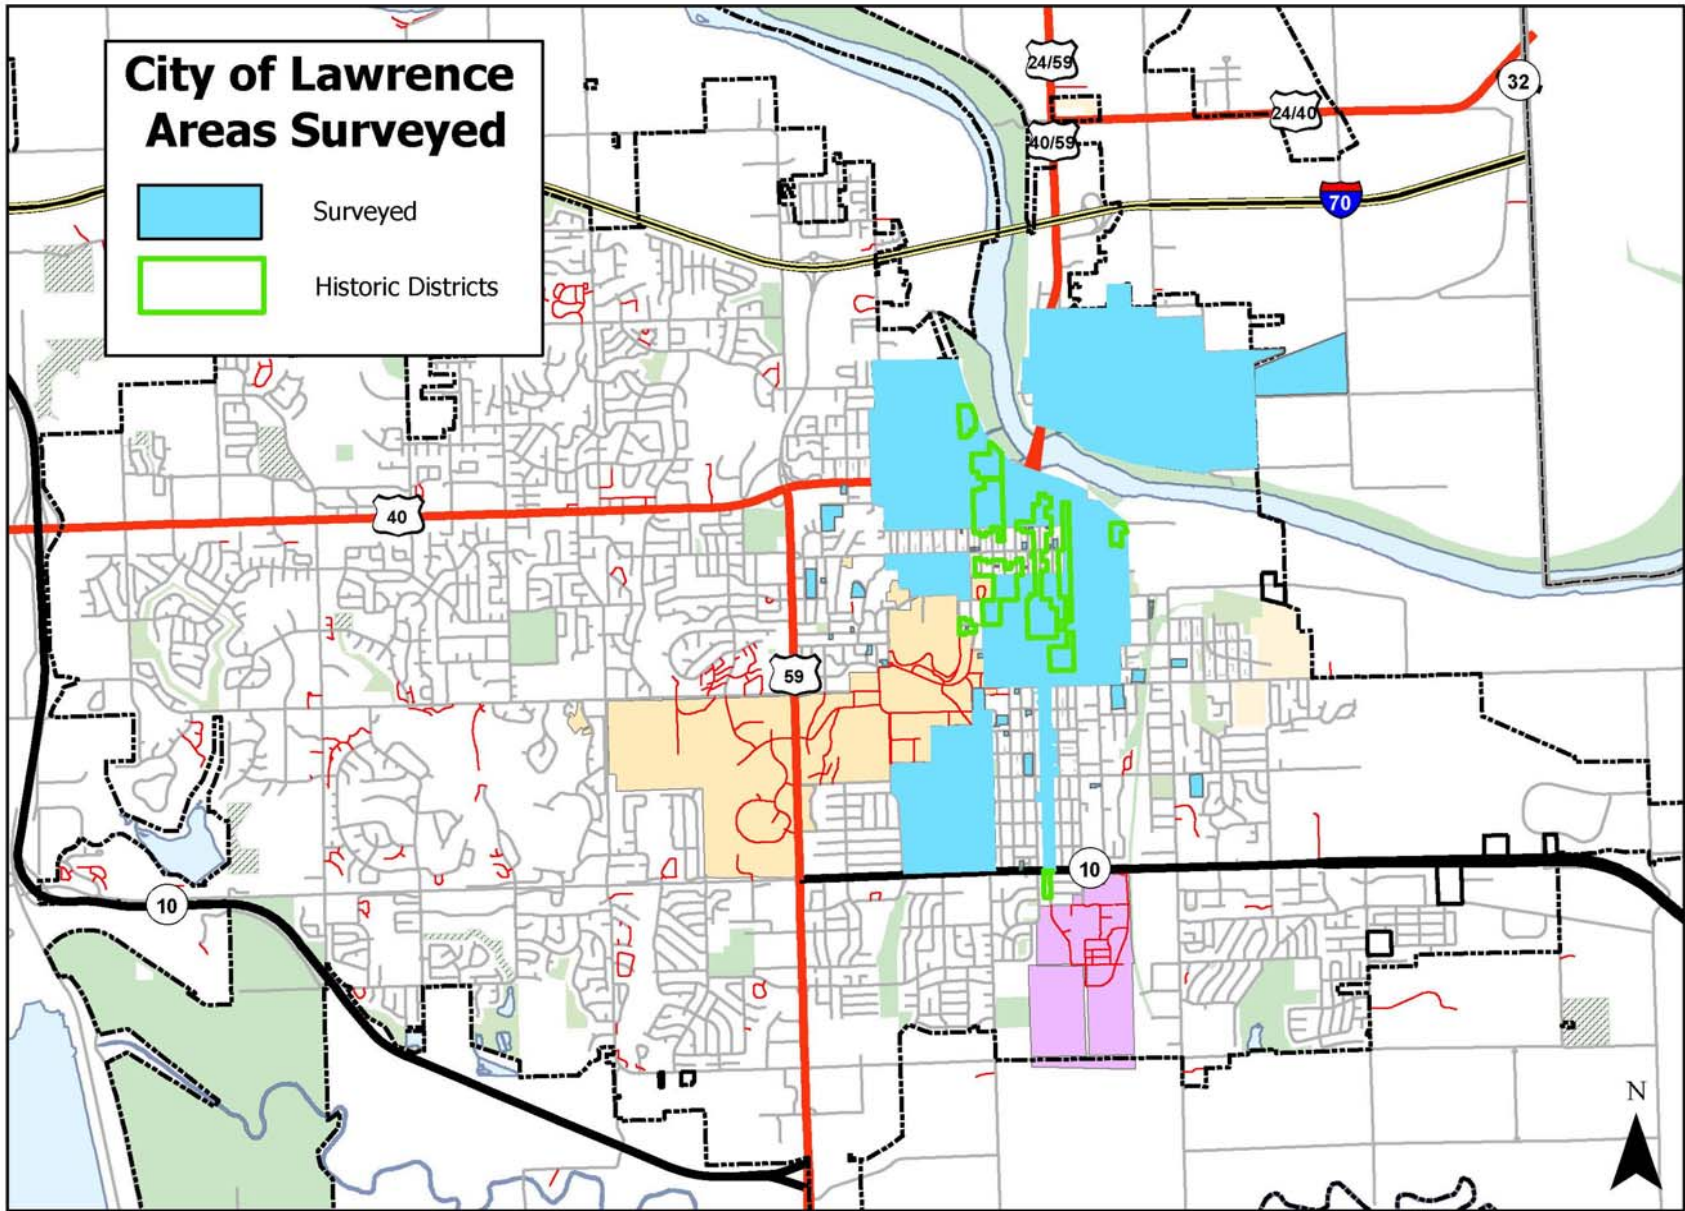 City of Lawrence
Areas Surveyed
Surveyed
Historic Districts
24/59
32
24/40
40/59
70
40
59
10
10
N